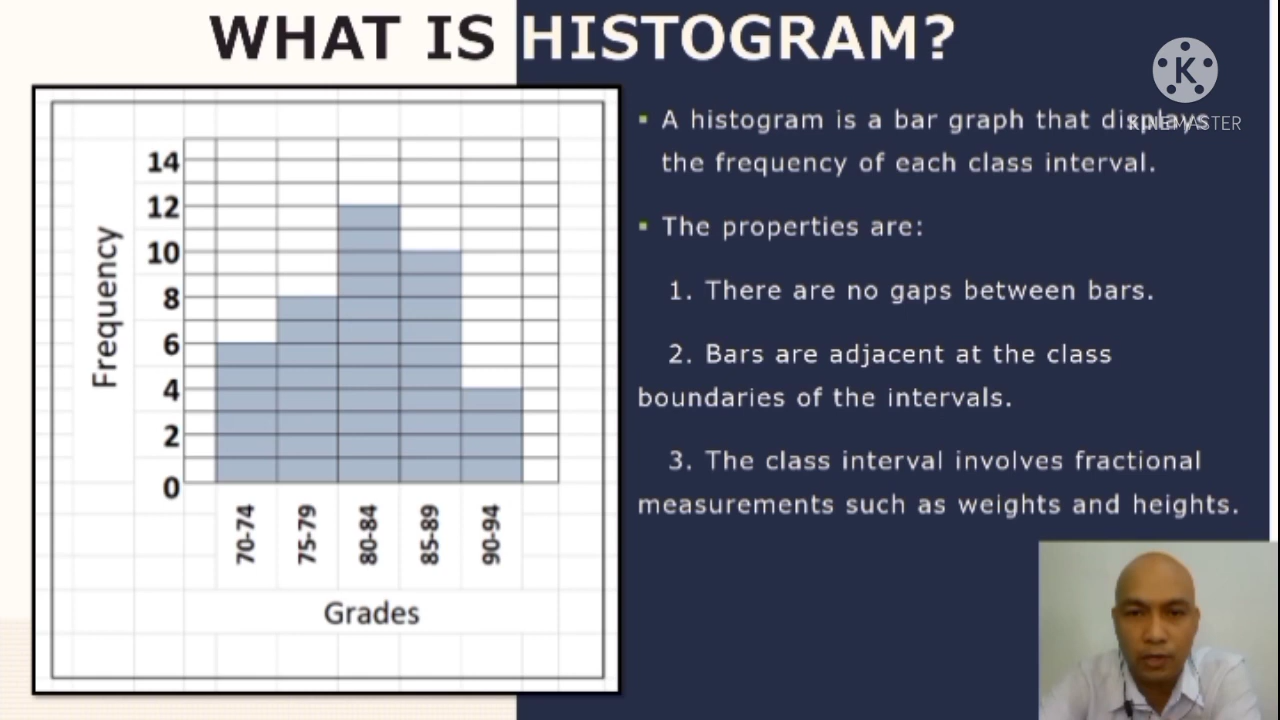 WHAT IS HISTOGRAM?
K
KINEMASTER
▪ A histogram is a bar graph that displays
the frequency of each class interval.
▪ The properties are:
1. There are no gaps between bars.
2. Bars are adjacent at the class
boundaries of the intervals.
3. The class interval involves fractional
measurements such as weights and heights.
Frequency
14
12
10
8
6
4
2
0
70-74
75-79
80-84
85-89
90-94
Grades